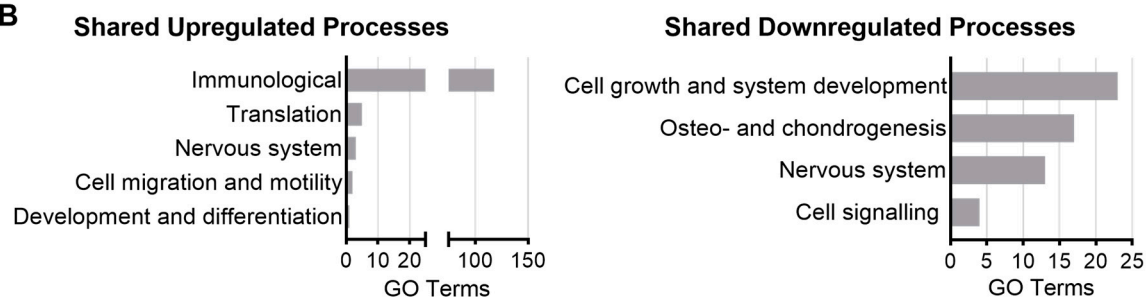 B
Shared Upregulated Processes
Immunological
Translation
Nervous system
Cell migration and motility
Development and differentiation
0 10 20 100 150
GO Terms
Shared Downregulated Processes
Cell growth and system development
Osteo- and chondrogenesis
Nervous system
Cell signalling
0 5 10 15 20 25
GO Terms